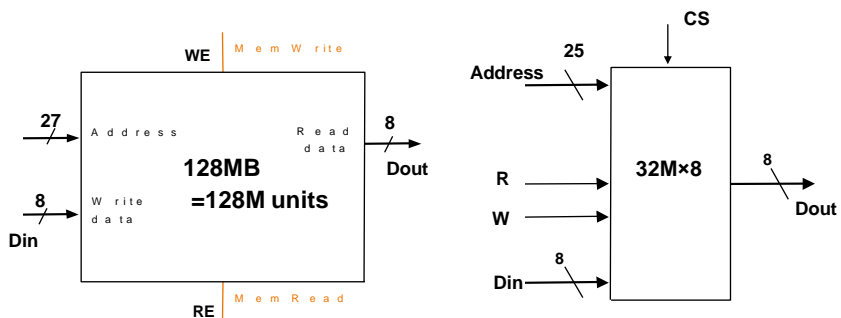 WE
MemWrite
27
Address
Read
data
8
Dout
128MB
=128M units
8
Write
data
Din
RE
MemRead
CS
25
Address
R
32M×8
W
8
Dout
8
Din